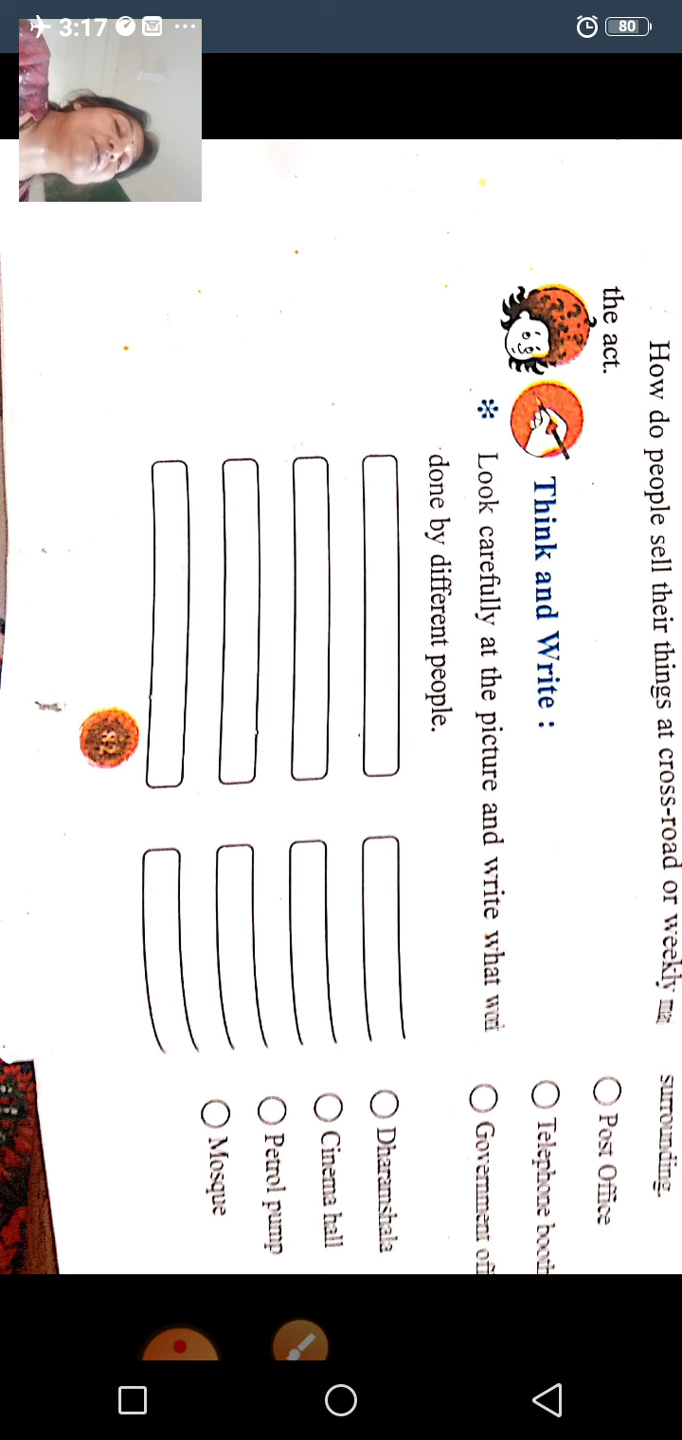 3:17
80
How do people sell their things at cross-road or weekly
the act.
Think and Write :
* Look carefully at the picture and write what
done by different people.
82
surrounding.
Post Office
Telephone booth
Government
Dharamshala
Cinema hall
Petrol pump
Mosque